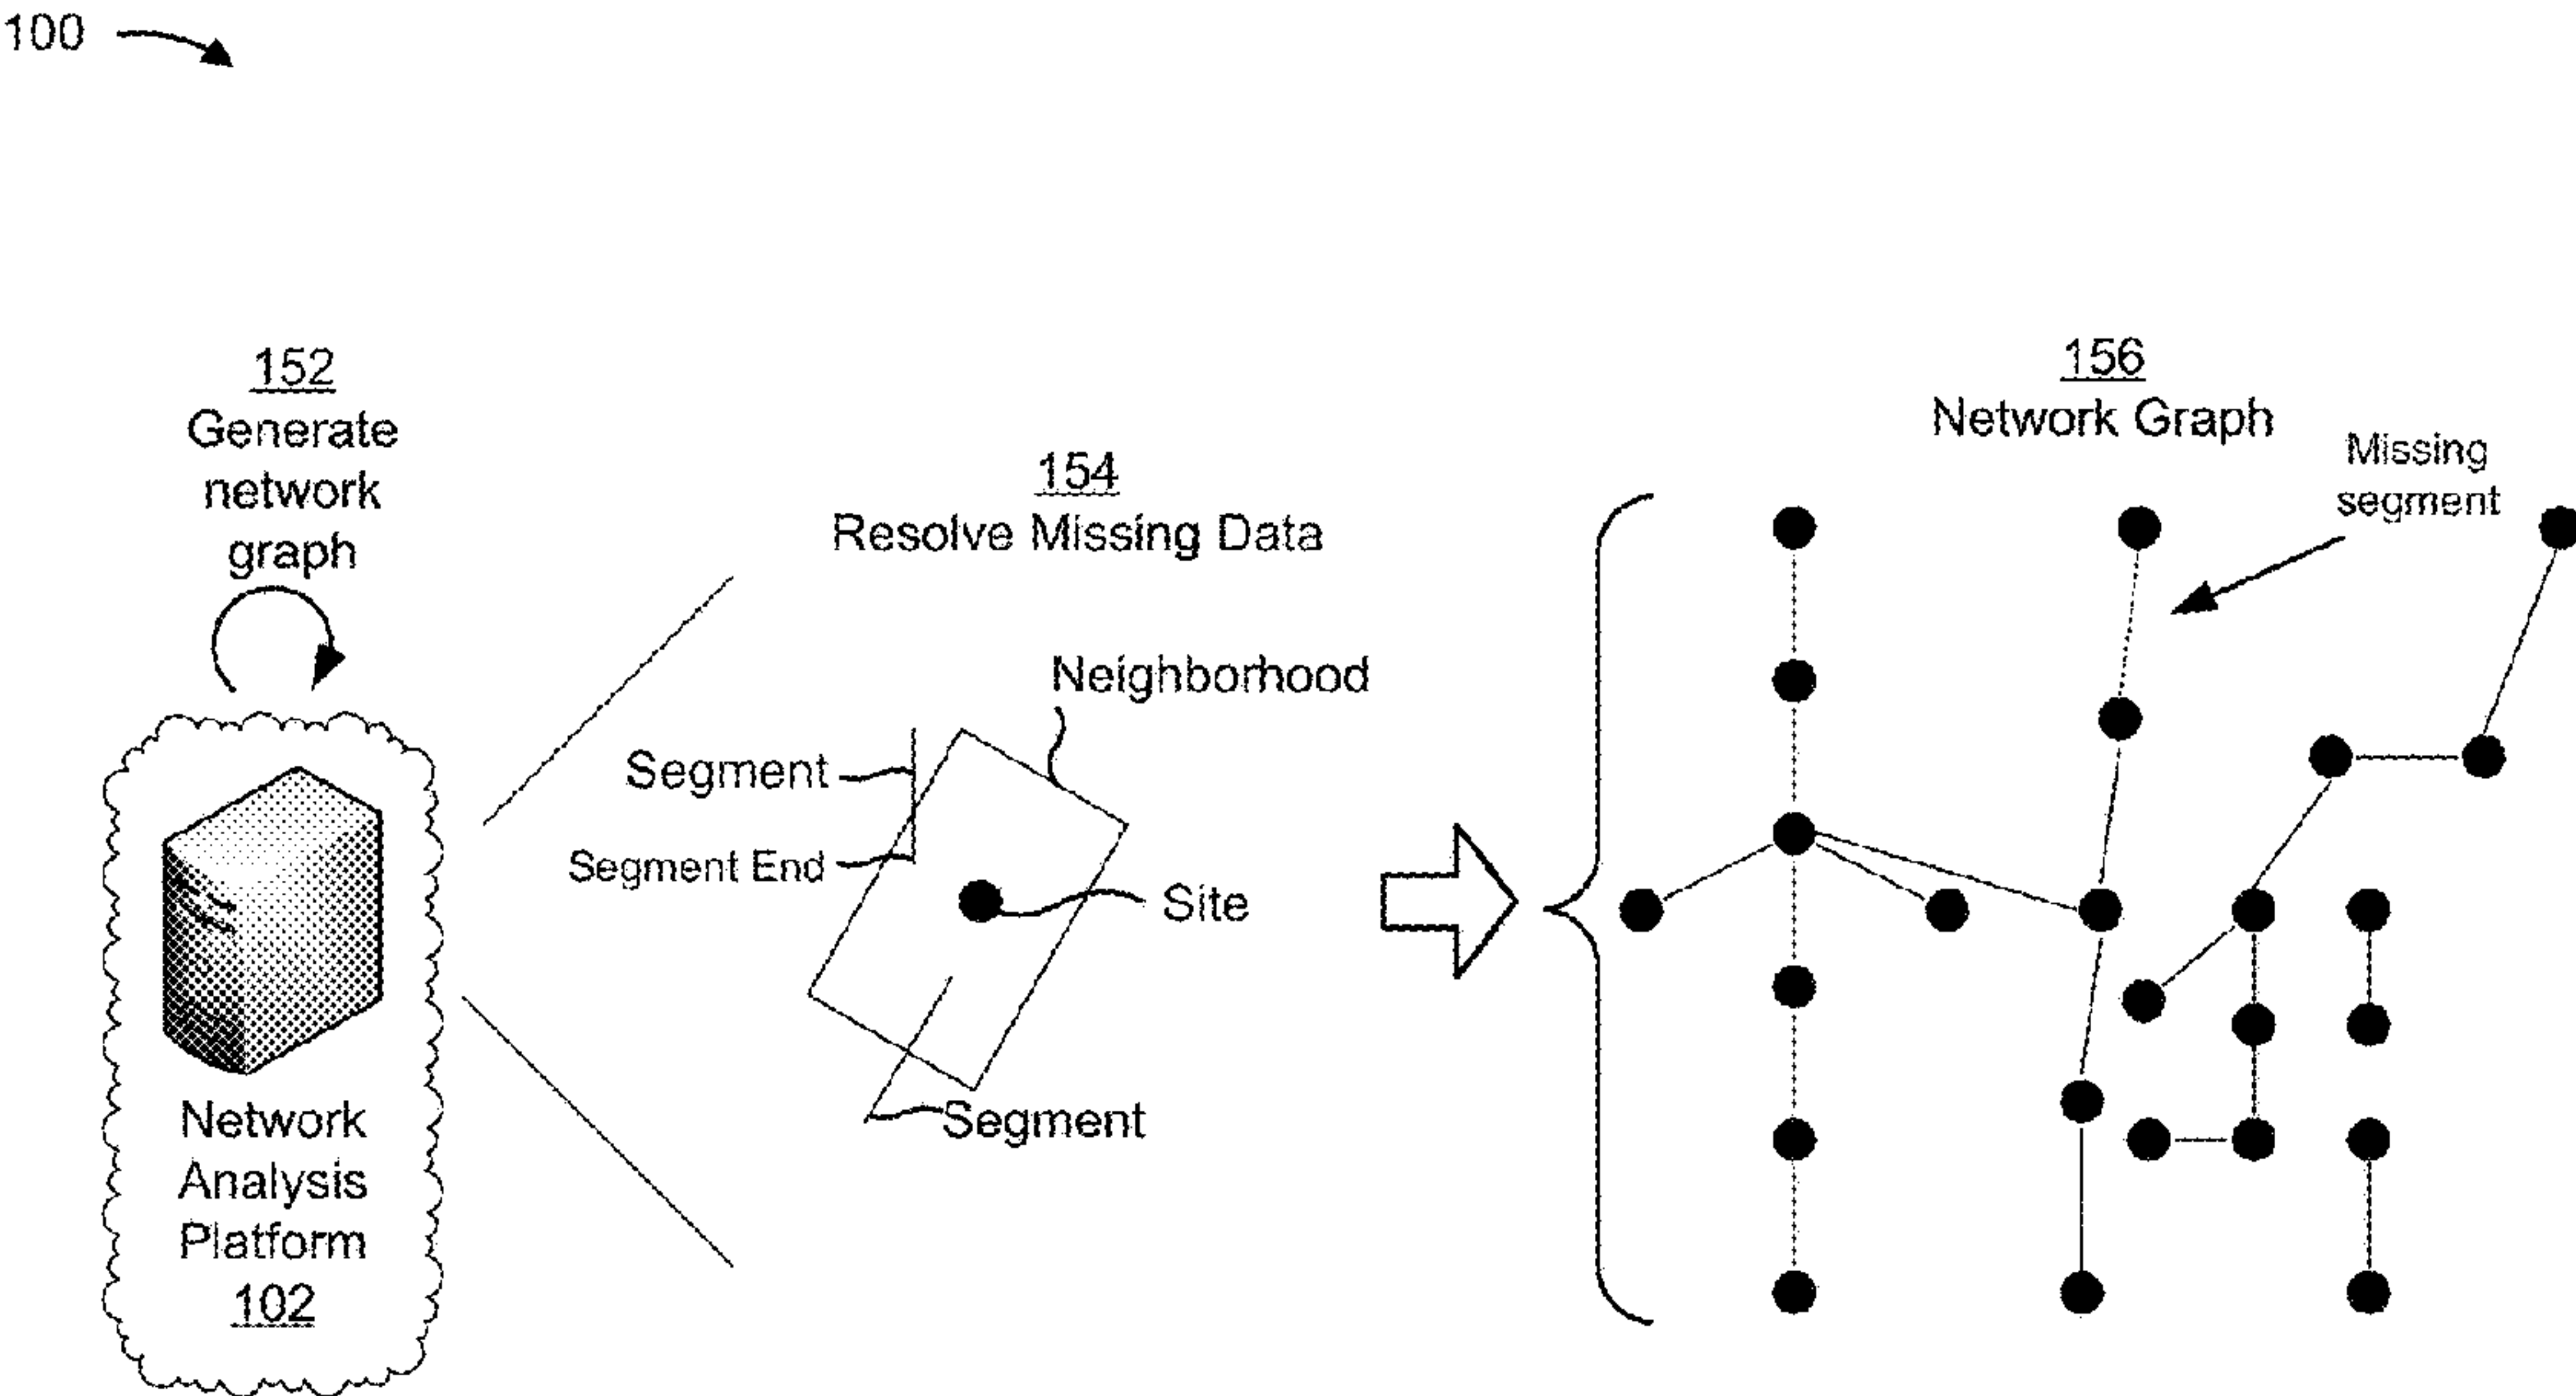 100
152
Generate
network
graph
Network
Analysis
Platform
102
154
Resolve Missing Data
Neighborhood
Segment
Segment End
Site
Segment
156
Network Graph
Missing
segment